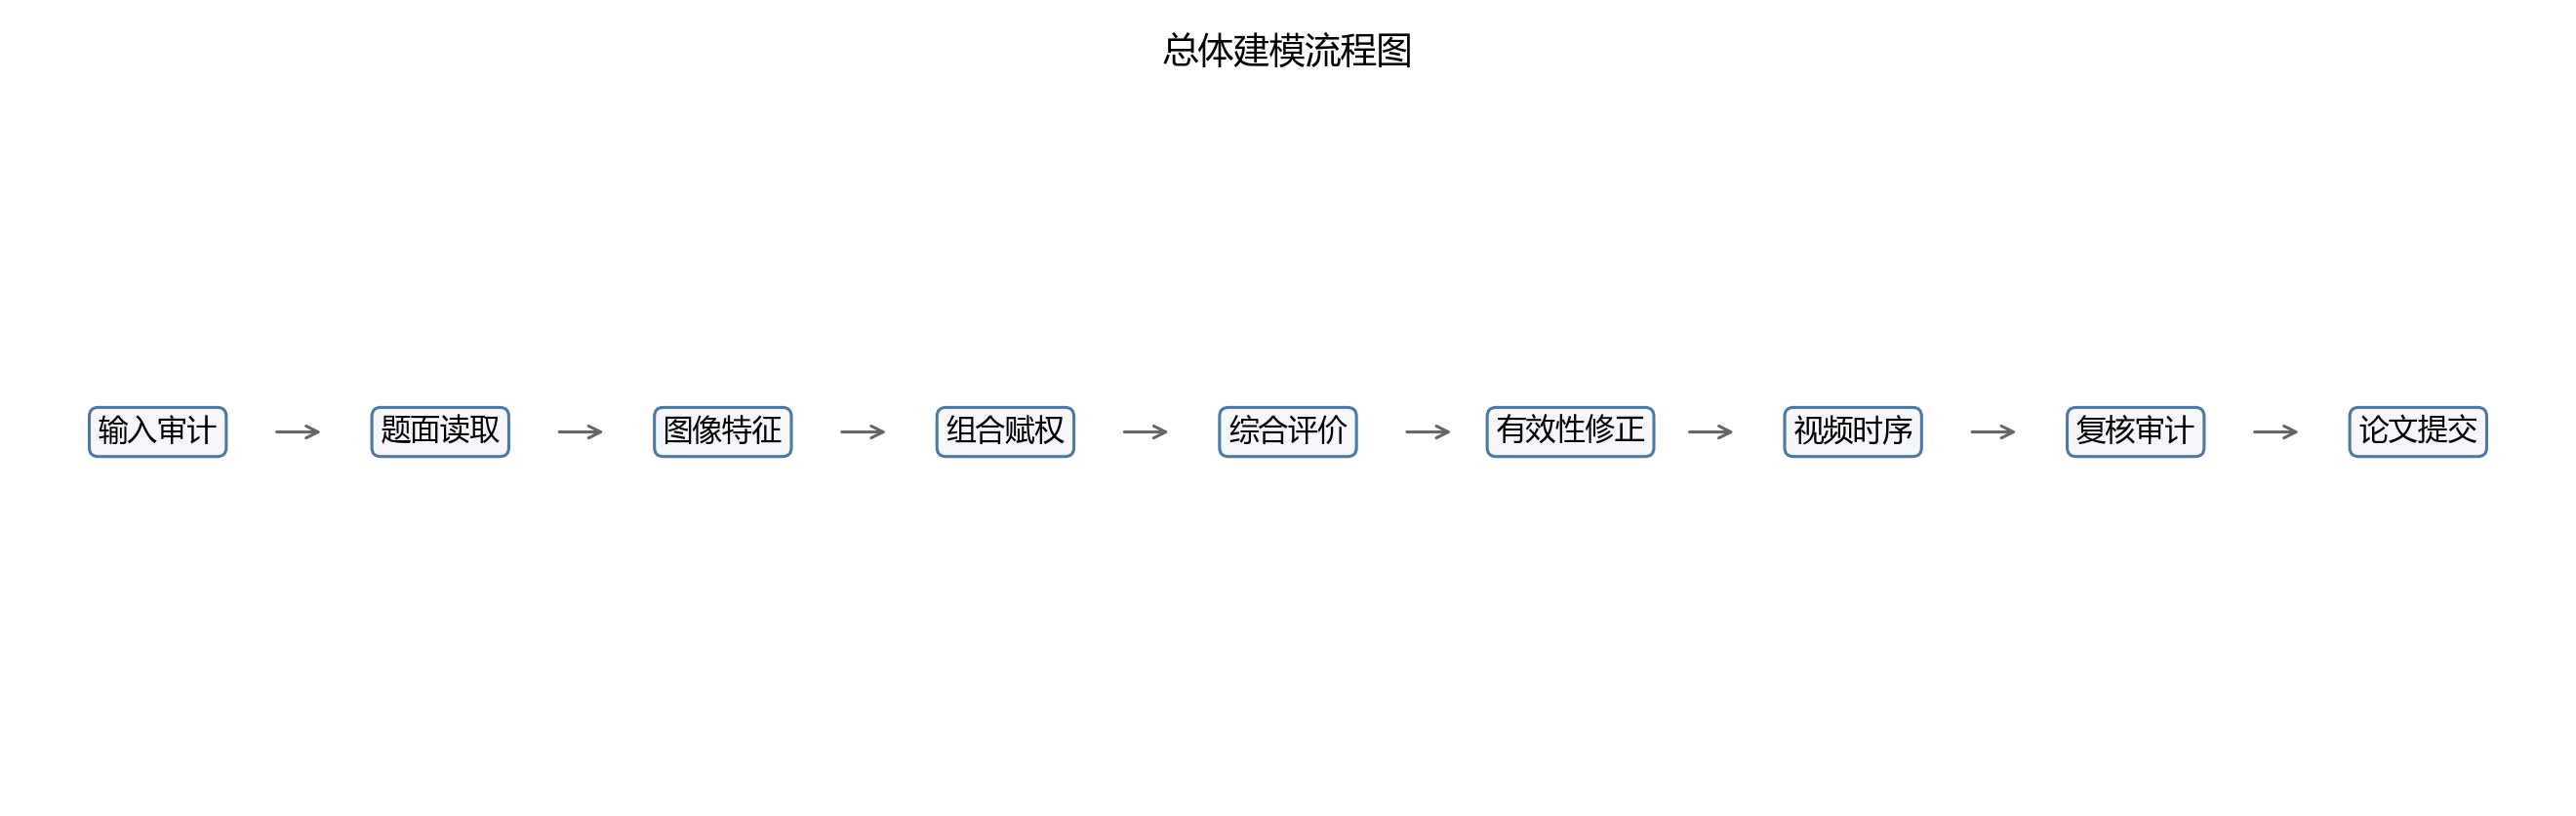 总体建模流程图
输入审计 → 题面读取 → 图像特征 → 组合赋权 → 综合评价 → 有效性修正 → 视频时序 → 复核审计 → 论文提交